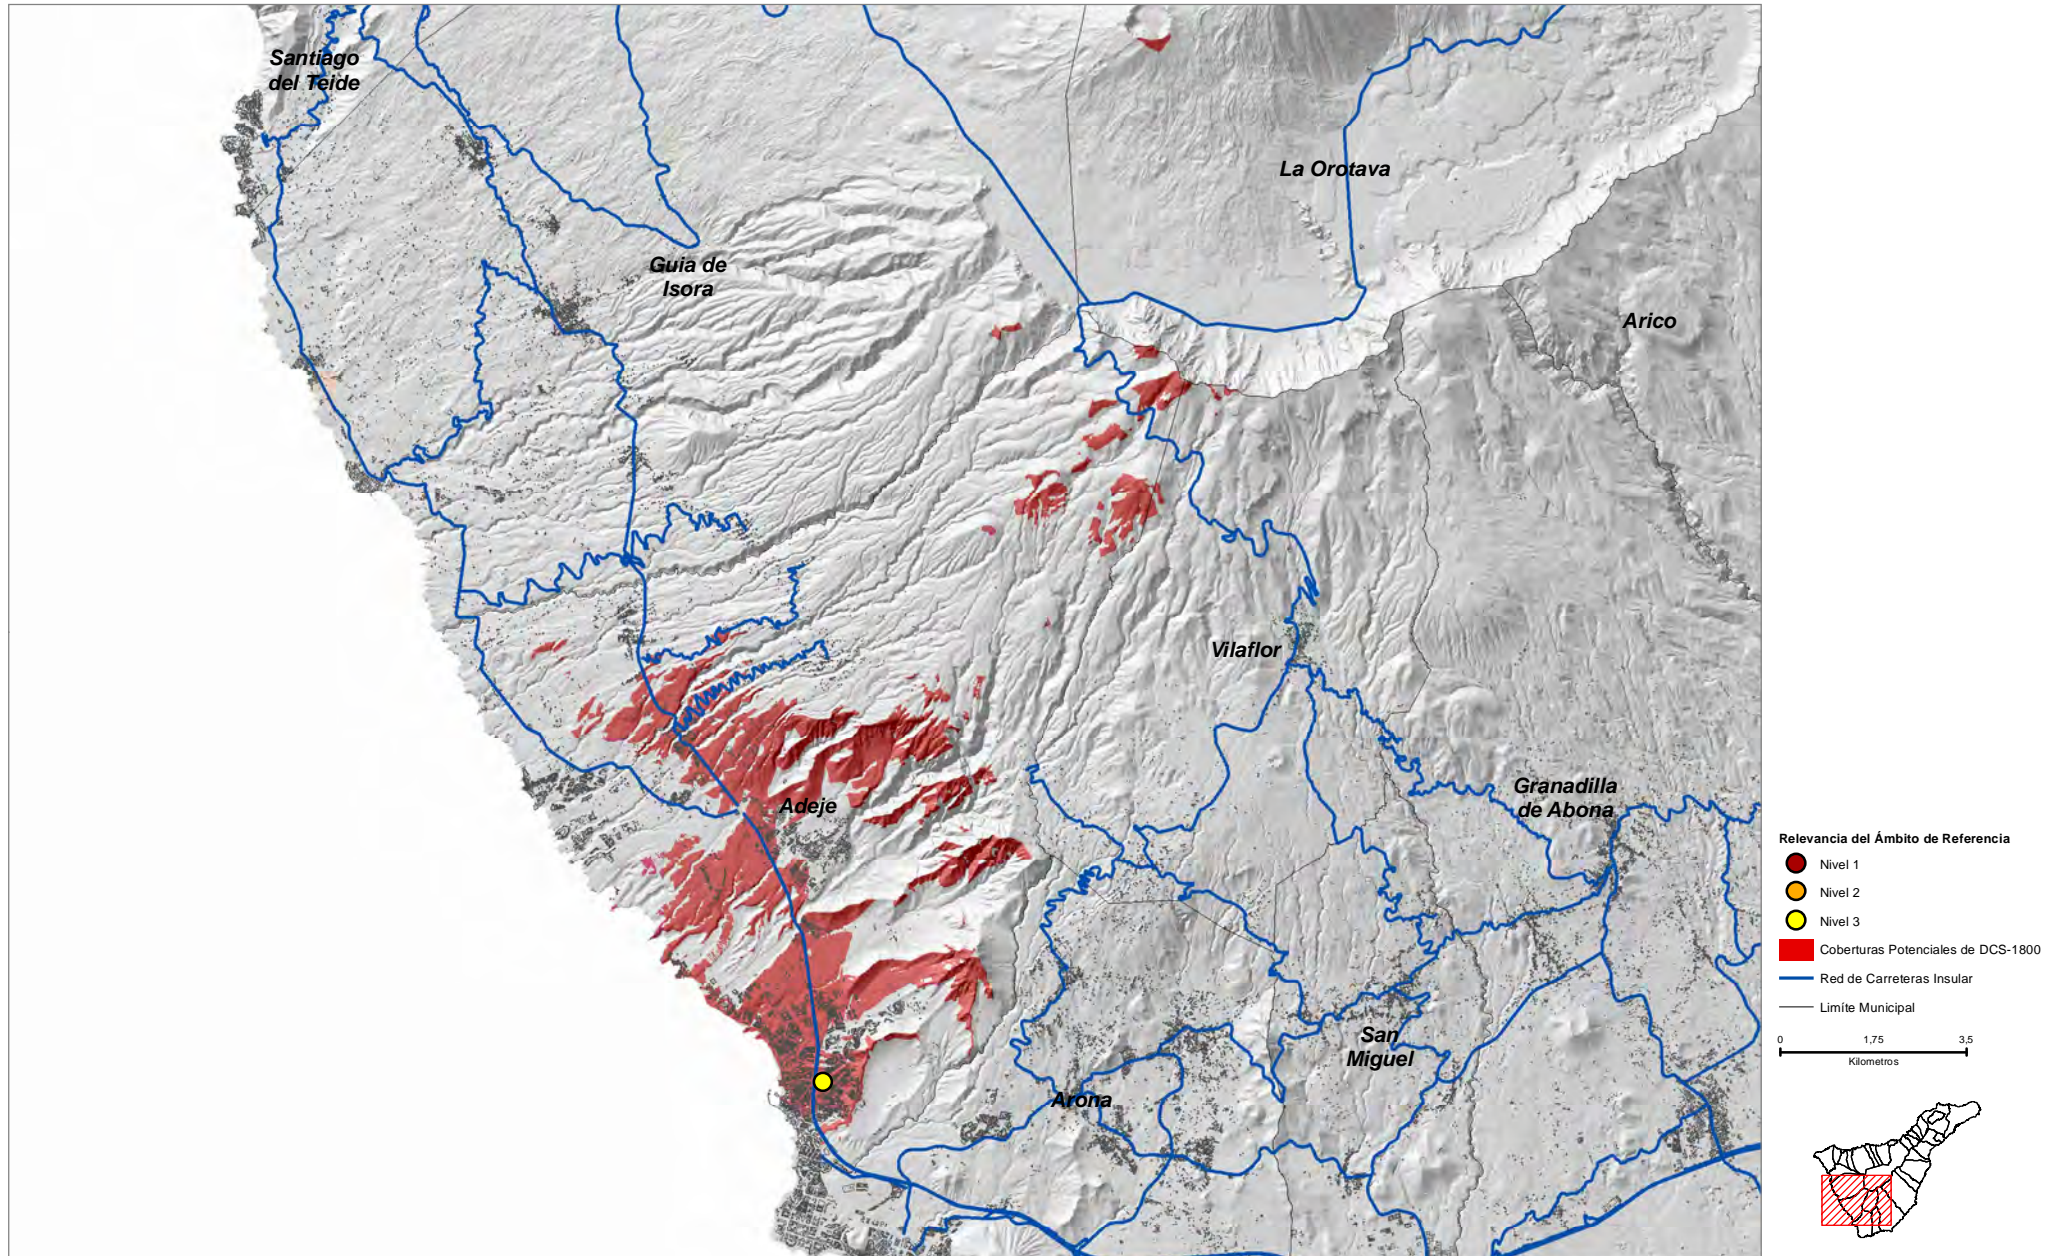 Santiago
del Teide
La Orotava
Guia de
Isora
Arico
Vilaflor
Granadilla
de Abona
Adeje
San
Miguel
Arona
Relevancia del Ámbito de Referencia
Nivel 1
Nivel 2
Nivel 3
Coberturas Potenciales de DCS-1800
Red de Carreteras Insular
Limíte Municipal
0 1,75 3,5
Kilometros